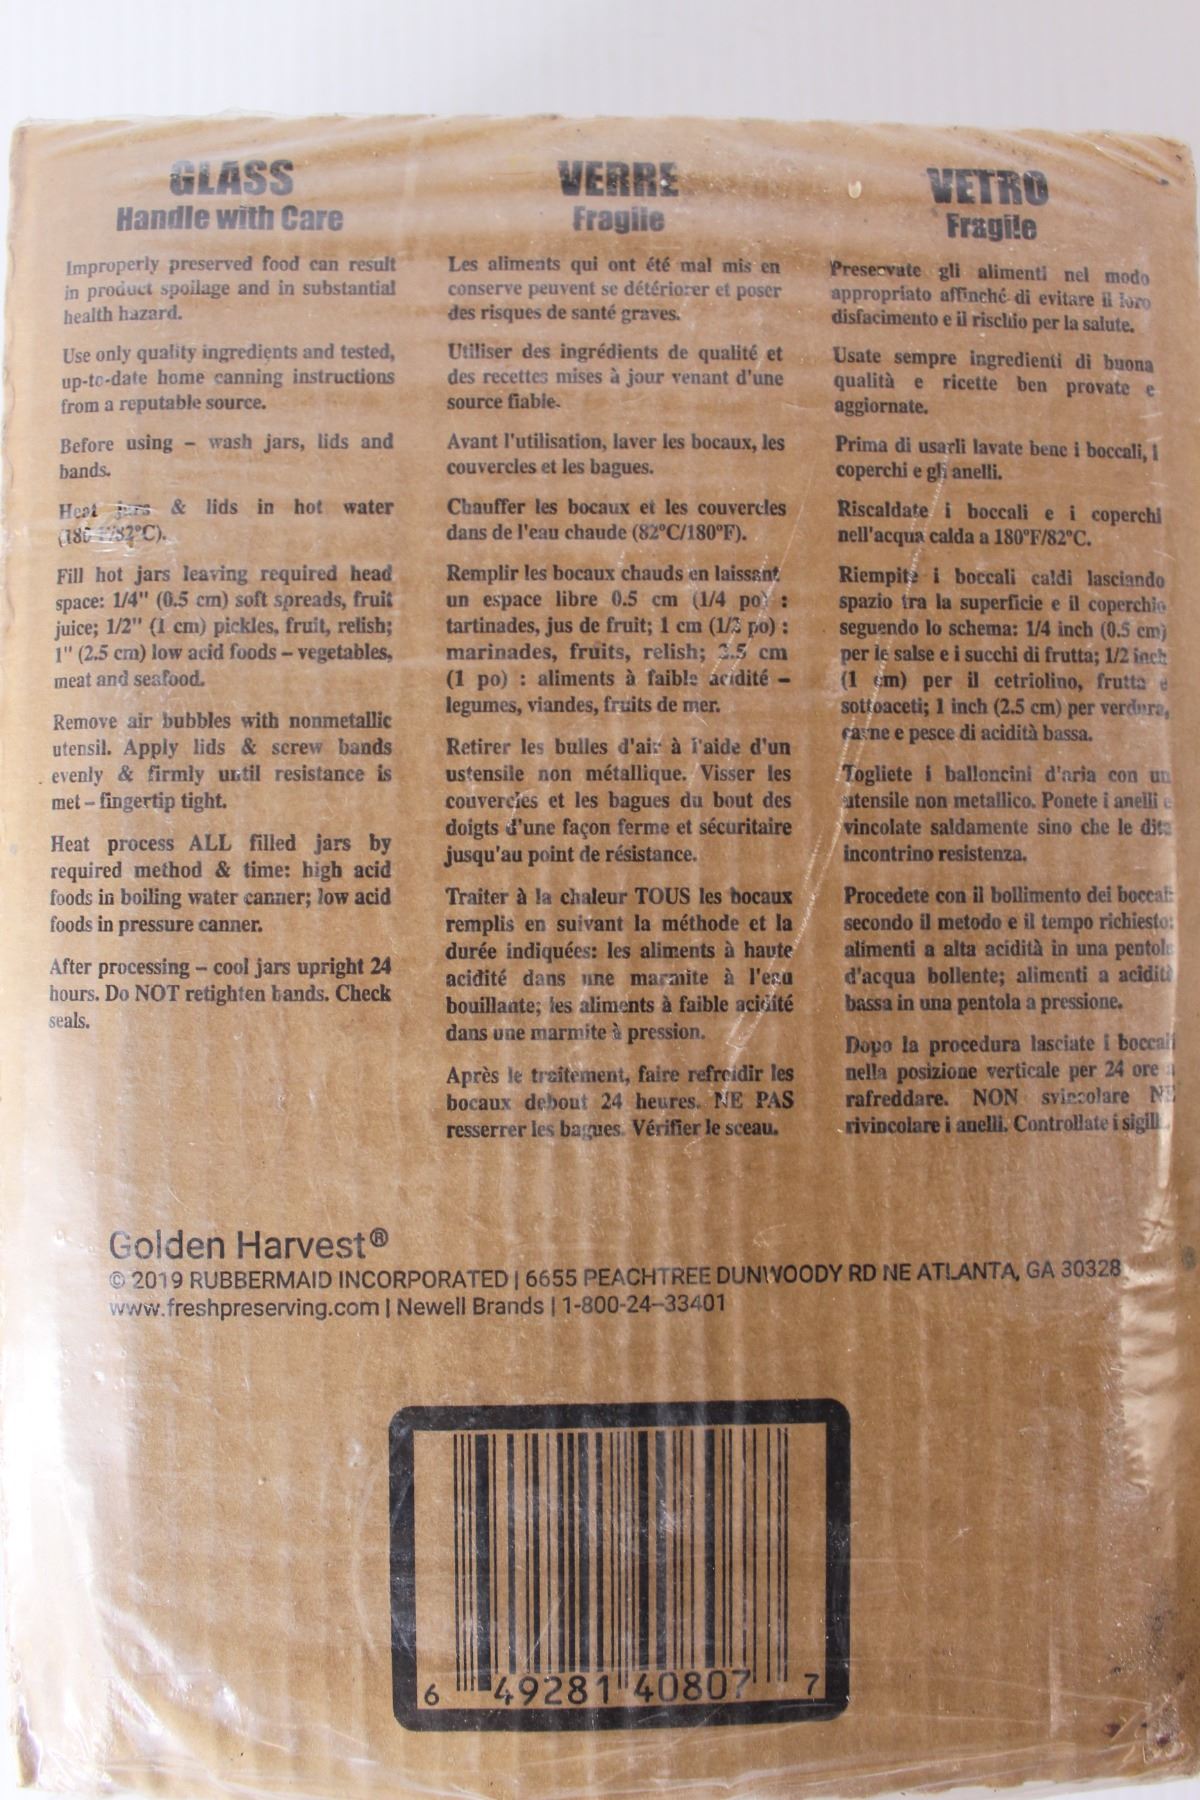 GLASS
Handle with Care
Improperly preserved food can result
in product spoilage and in substantial
health hazard.
Use only quality ingredients and tested,
up-to-date home canning instructions
from a reputable source.
Before using – wash jars, lids and
bands.
Heat jars & lids in hot water
(180°F/82°C).
Fill hot jars leaving required head
space: 1/4" (0.5 cm) soft spreads, fruit
juice; 1/2" (1 cm) pickles, fruit, relish;
1" (2.5 cm) low acid foods – vegetables,
meat and seafood.
Remove air bubbles with nonmetallic
utensil. Apply lids & screw bands
evenly & firmly until resistance is
met – fingertip tight.
Heat process ALL filled jars by
required method & time: high acid
foods in boiling water canner; low acid
foods in pressure canner.
After processing – cool jars upright 24
hours. Do NOT retighten bands. Check
seals.
VERRE
Fragile
Les aliments qui ont été mal mis en
conserve peuvent se détériorer et poser
des risques de santé graves.
Utiliser des ingrédients de qualité et
des recettes mises à jour venant d'une
source fiable.
Avant l'utilisation, laver les bocaux, les
couvercles et les bagues.
Chauffer les bocaux et les couvercles
dans de l'eau chaude (82°C/180°F).
Remplir les bocaux chauds en laissant
un espace libre 0.5 cm (1/4 po) :
tartinades, jus de fruit; 1 cm (1/2 po) :
marinades, fruits, relish; 2.5 cm
(1 po) : aliments à faible acidité –
legumes, viandes, fruits de mer.
Retirer les bulles d'air à l'aide d'un
ustensile non métallique. Visser les
couvercles et les bagues du bout des
doigts d'une façon ferme et sécuritaire
jusqu'au point de résistance.
Traiter à la chaleur TOUS les bocaux
remplis en suivant la méthode et la
durée indiquées: les aliments à haute
acidité dans une marmite à l'eau
bouillante; les aliments à faible acidité
dans une marmite à pression.
Après le traitement, faire refroidir les
bocaux debout 24 heures. NE PAS
resserrer les bagues. Vérifier le sceau.
VETRO
Fragile
Preservate gli alimenti nel modo
appropriato affinché di evitare il loro
disfacimento e il rischio per la salute.
Usate sempre ingredienti di buona
qualità e ricette ben provate e
aggiornate.
Prima di usarli lavate bene i boccali, i
coperchi e gli anelli.
Riscaldate i boccali e i coperchi
nell'acqua calda a 180°F/82°C.
Riempite i boccali caldi lasciando
spazio tra la superficie e il coperchio
seguendo lo schema: 1/4 inch (0.5 cm)
per le salse e i succhi di frutta; 1/2 inch
(1 cm) per il cetriolino, frutta e
sottoaceti; 1 inch (2.5 cm) per verdura,
carne e pesce di acidità bassa.
Togliete i balloncini d'aria con un
utensile non metallico. Ponete i anelli e
vincolate saldamente sino che le dita
incontrino resistenza.
Procedete con il bollimento dei boccali
secondo il metodo e il tempo richiesto:
alimenti a alta acidità in una pentola
d'acqua bollente; alimenti a acidità
bassa in una pentola a pressione.
Dopo la procedura lasciate i boccali
nella posizione verticale per 24 ore a
rafreddare. NON svincolare NE
rivincolare i anelli. Controllate i sigilli.
Golden Harvest®
© 2019 RUBBERMAID INCORPORATED | 6655 PEACHTREE DUNWOODY RD NE ATLANTA, GA 30328
www.freshpreserving.com | Newell Brands | 1-800-24–33401
6 49281 40807 7